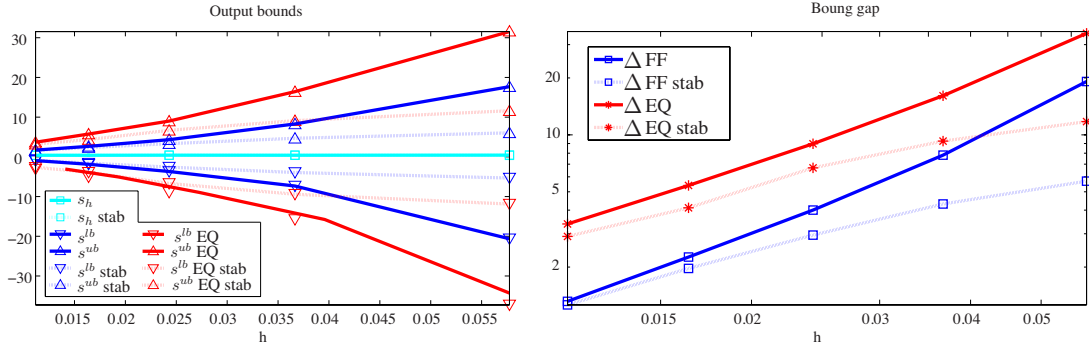 Output bounds
30
20
10
0
−10
−20
−30
0.015
0.02
0.025
0.03
0.035
0.04
0.045
0.05
0.055
h
s_h
s_h stab
s^{lb}
s^{ub}
s^{lb} stab
s^{ub} stab
s^{lb} EQ
s^{ub} EQ
s^{lb} EQ stab
s^{ub} EQ stab
Boung gap
20
10
5
2
0.015
0.02
0.03
0.04
0.05
h
Δ FF
Δ FF stab
Δ EQ
Δ EQ stab